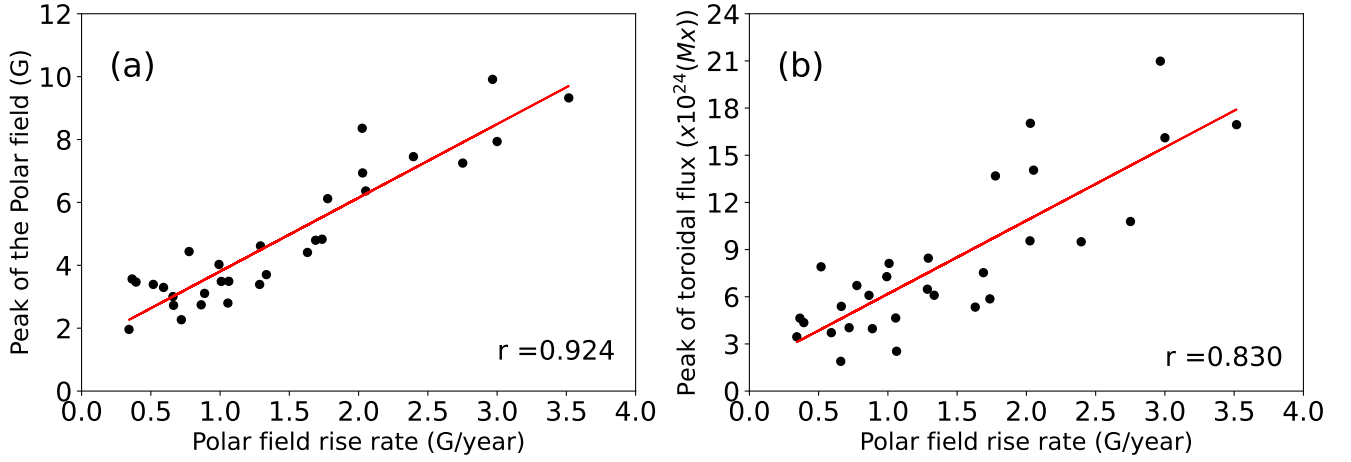 12
10
8
6
4
2
0
Peak of the Polar field (G)
(a)
r =0.924
0.0 0.5 1.0 1.5 2.0 2.5 3.0 3.5 4.0
Polar field rise rate (G/year)
24
21
18
15
12
9
6
3
0
Peak of toroidal flux (x10²⁴(Mx))
(b)
r =0.830
0.0 0.5 1.0 1.5 2.0 2.5 3.0 3.5 4.0
Polar field rise rate (G/year)